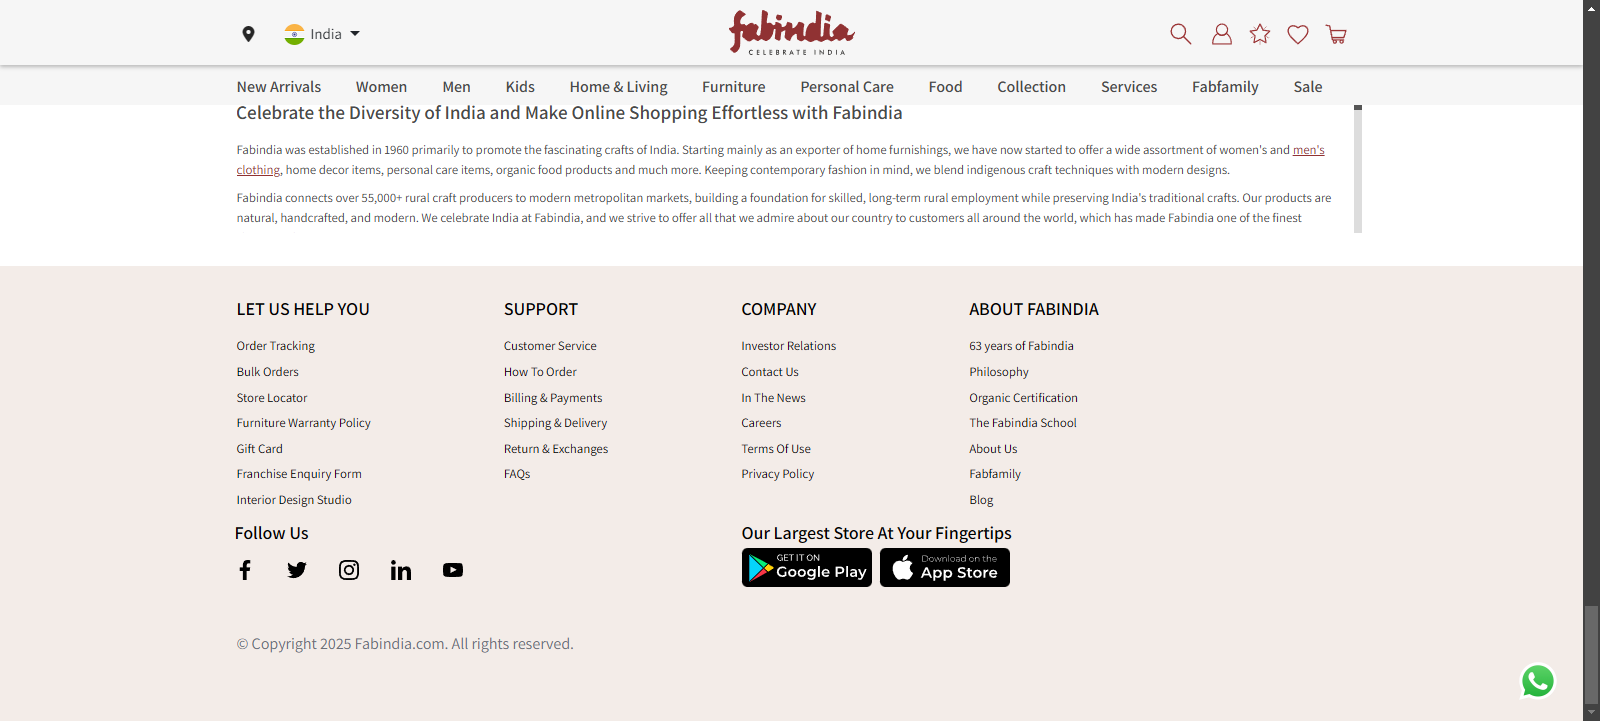 India
fabindia
CELEBRATE INDIA
New Arrivals Women Men Kids Home & Living Furniture Personal Care Food Collection Services Fabfamily Sale
Celebrate the Diversity of India and Make Online Shopping Effortless with Fabindia
Fabindia was established in 1960 primarily to promote the fascinating crafts of India. Starting mainly as an exporter of home furnishings, we have now started to offer a wide assortment of women's and men's
clothing, home decor items, personal care items, organic food products and much more. Keeping contemporary fashion in mind, we blend indigenous craft techniques with modern designs.
Fabindia connects over 55,000+ rural craft producers to modern metropolitan markets, building a foundation for skilled, long-term rural employment while preserving India's traditional crafts. Our products are
natural, handcrafted, and modern. We celebrate India at Fabindia, and we strive to offer all that we admire about our country to customers all around the world, which has made Fabindia one of the finest
LET US HELP YOU
Order Tracking
Bulk Orders
Store Locator
Furniture Warranty Policy
Gift Card
Franchise Enquiry Form
Interior Design Studio
SUPPORT
Customer Service
How To Order
Billing & Payments
Shipping & Delivery
Return & Exchanges
FAQs
COMPANY
Investor Relations
Contact Us
In The News
Careers
Terms Of Use
Privacy Policy
ABOUT FABINDIA
63 years of Fabindia
Philosophy
Organic Certification
The Fabindia School
About Us
Fabfamily
Blog
Follow Us
Our Largest Store At Your Fingertips
GET IT ON
Google Play
Download on the
App Store
© Copyright 2025 Fabindia.com. All rights reserved.